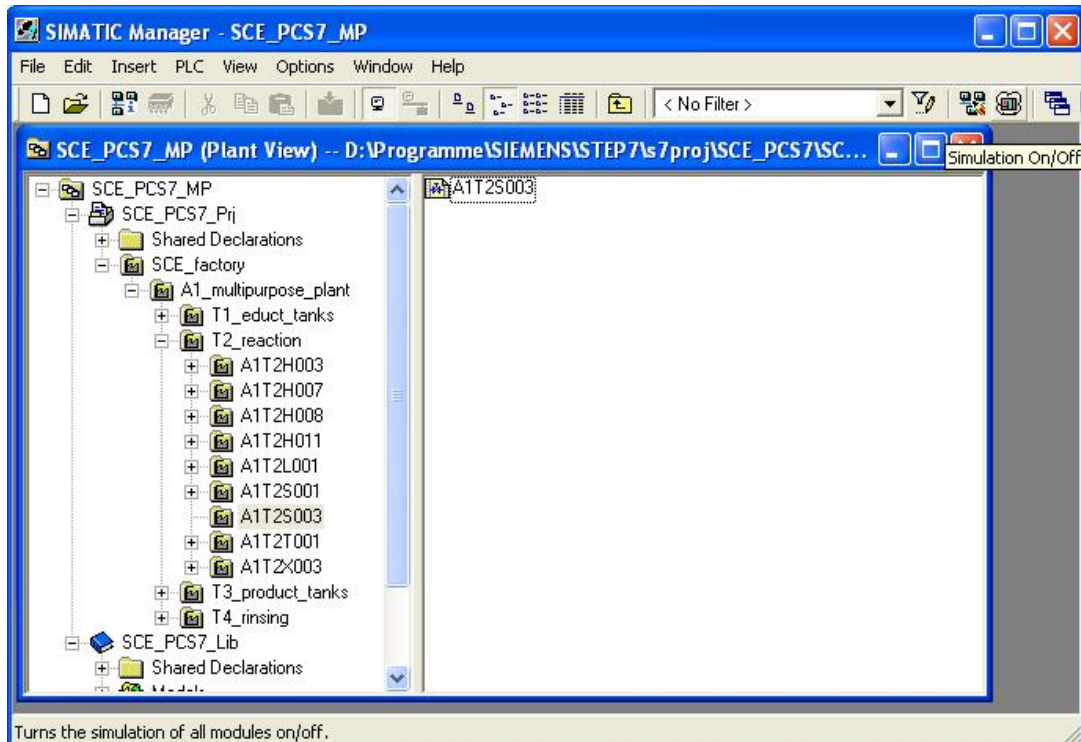 SIMATIC Manager - SCE_PCS7_MP
File Edit Insert PLC View Options Window Help
< No Filter >
SCE_PCS7_MP (Plant View) -- D:\Programme\SIEMENS\STEP7\s7proj\SCE_PCS7\SC...
Simulation On/Off
SCE_PCS7_MP
A1T2S003
SCE_PCS7_Prj
Shared Declarations
SCE_factory
A1_multipurpose_plant
T1_educt_tanks
T2_reaction
A1T2H003
A1T2H007
A1T2H008
A1T2H011
A1T2L001
A1T2S001
A1T2S003
A1T2T001
A1T2X003
T3_product_tanks
T4_rinsing
SCE_PCS7_Lib
Shared Declarations
Turns the simulation of all modules on/off.